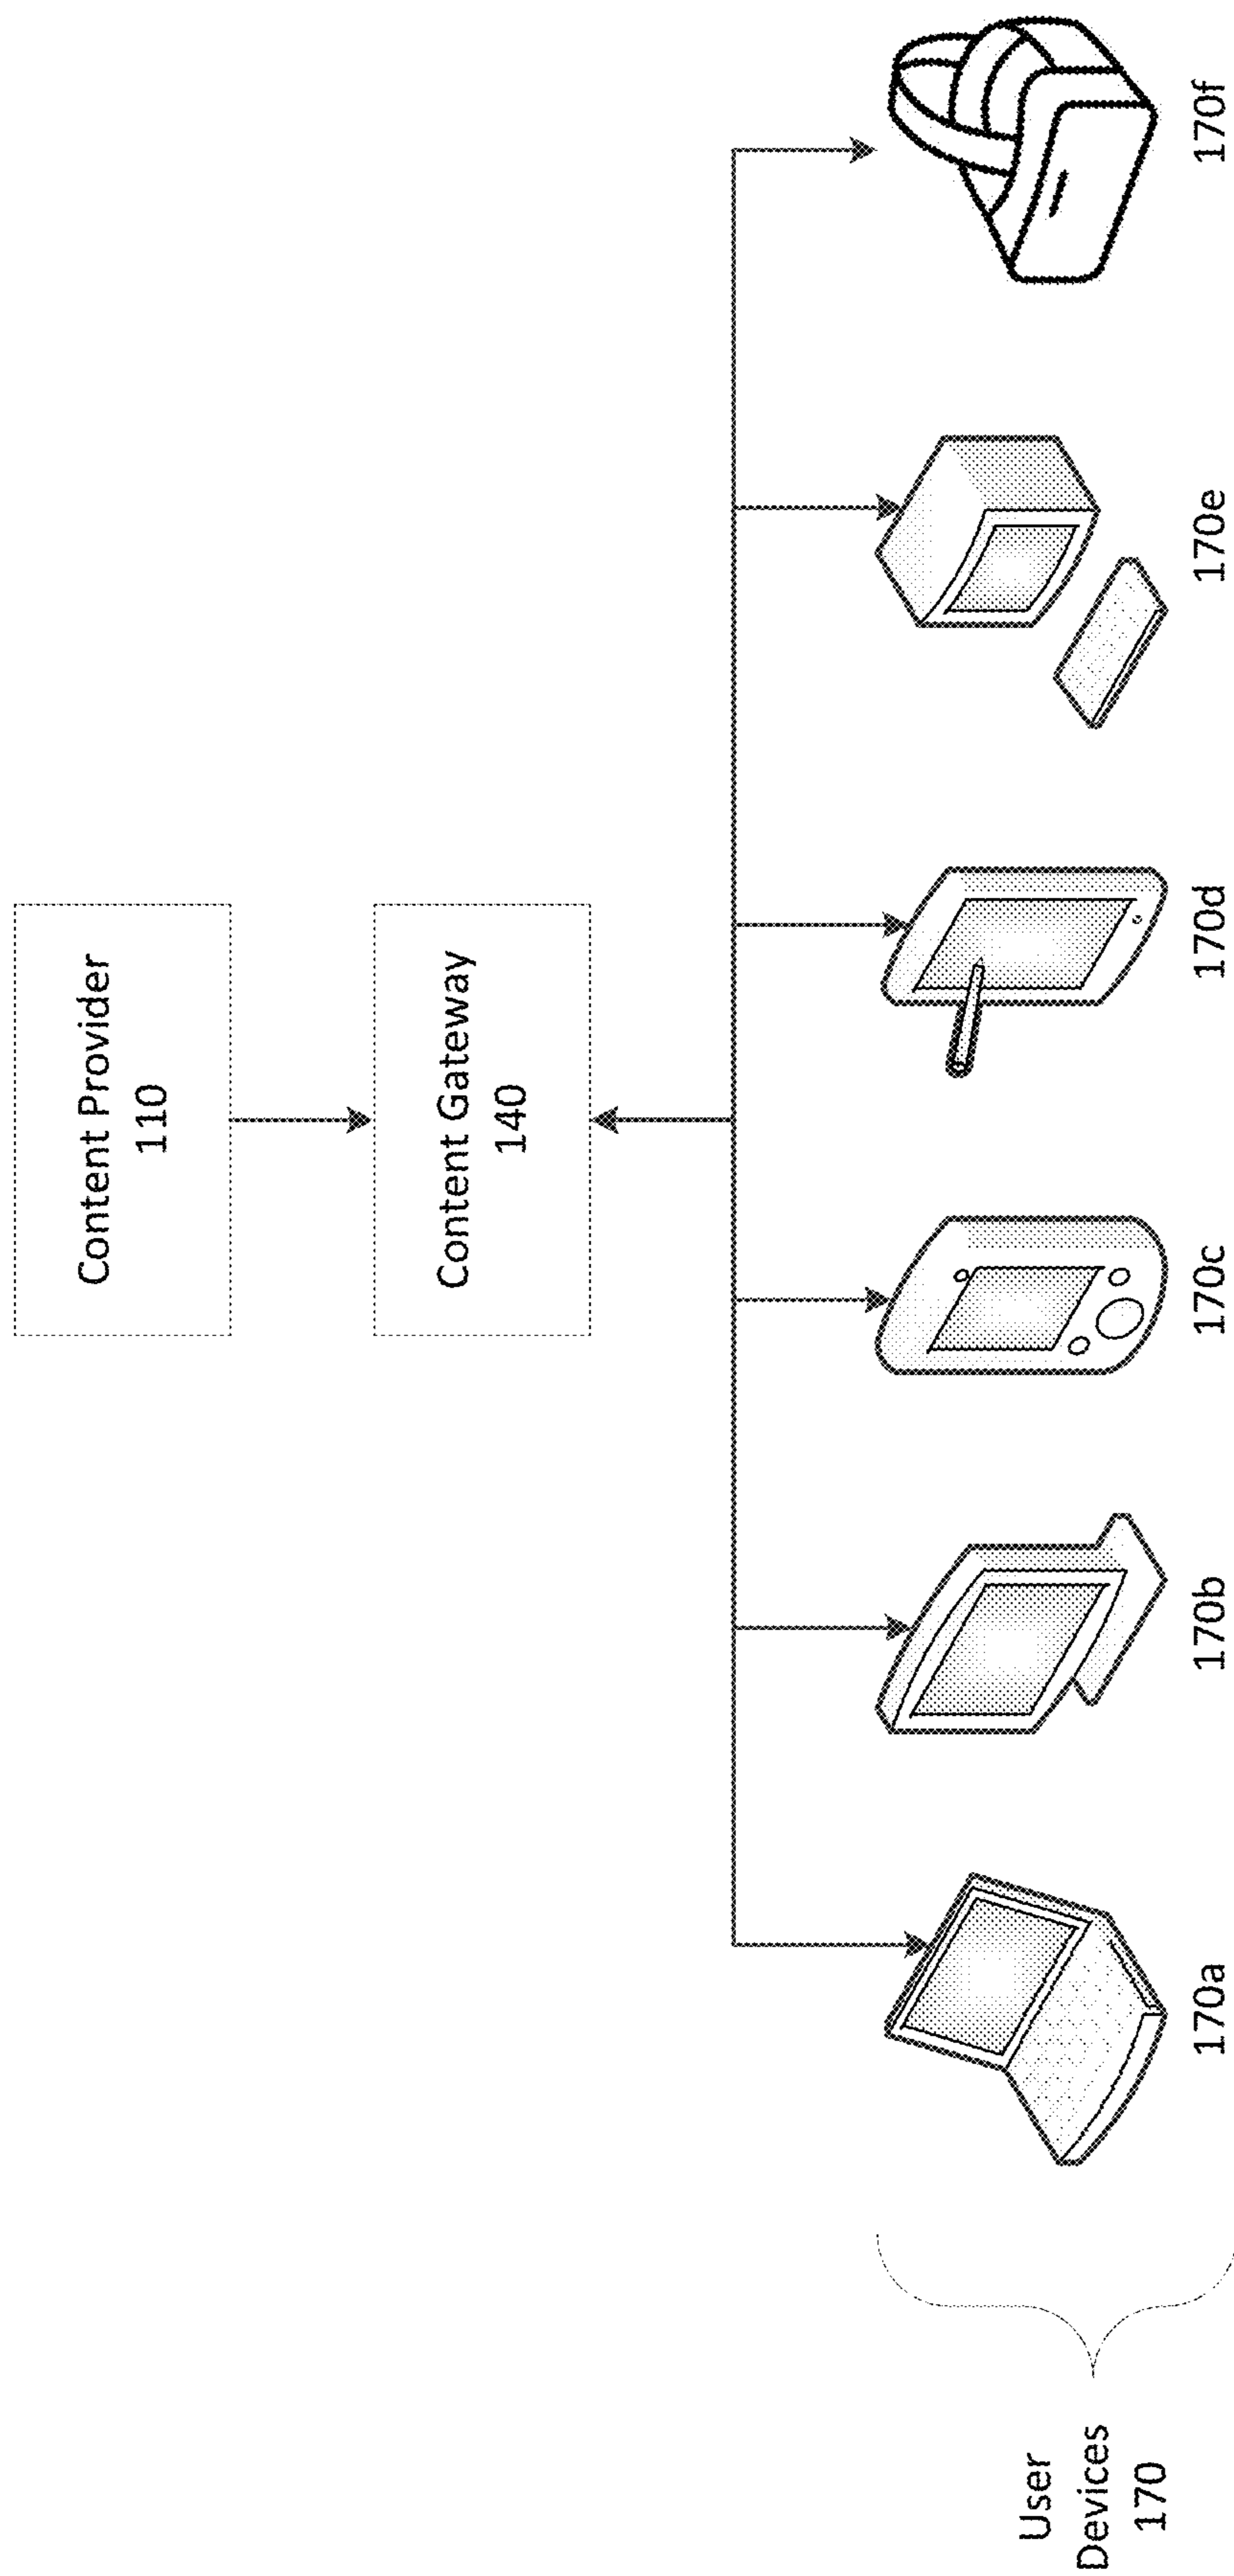 Content Provider
110
Content Gateway
140
User
Devices
170
170a
170b
170c
170d
170e
170f